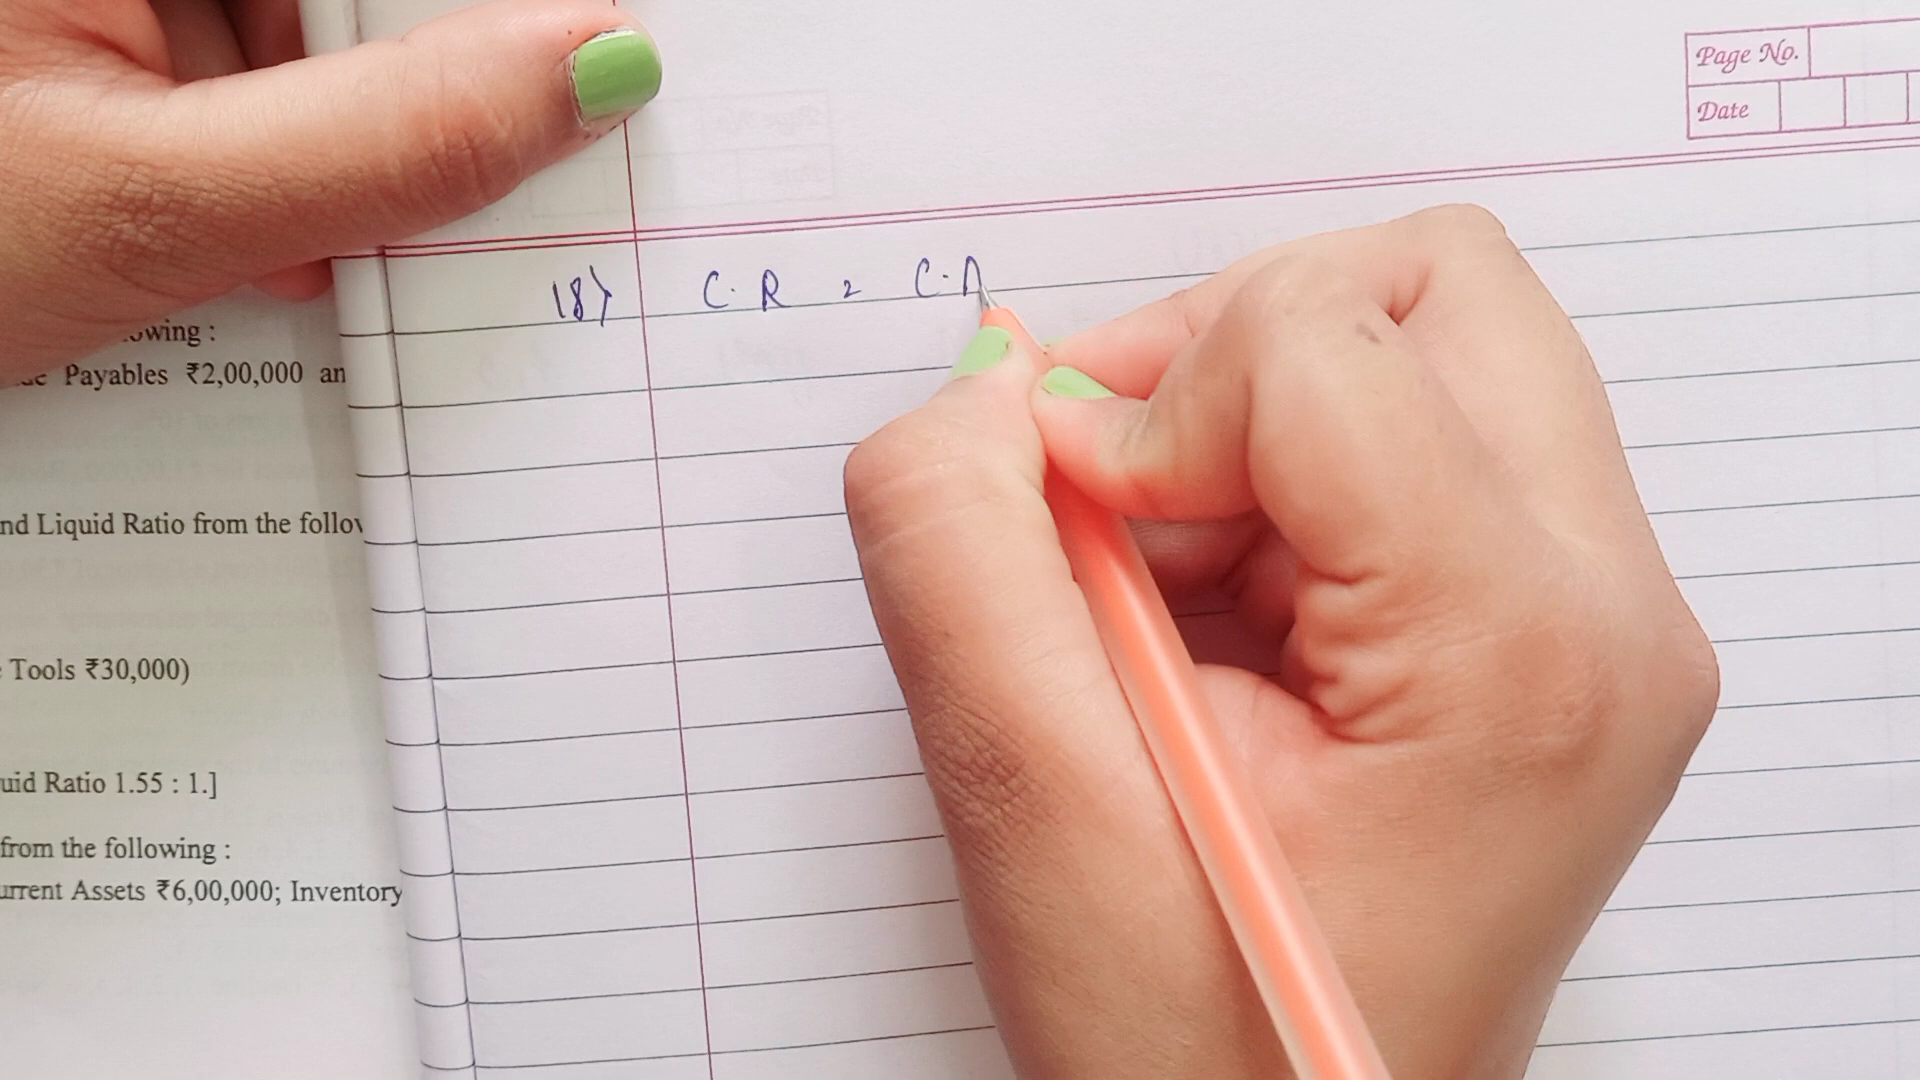 Page No.
Date
18) C.R = C.A
owing :
Payables ₹2,00,000 an
nd Liquid Ratio from the follow
Tools ₹30,000)
uid Ratio 1.55 : 1.]
from the following :
urrent Assets ₹6,00,000; Inventory